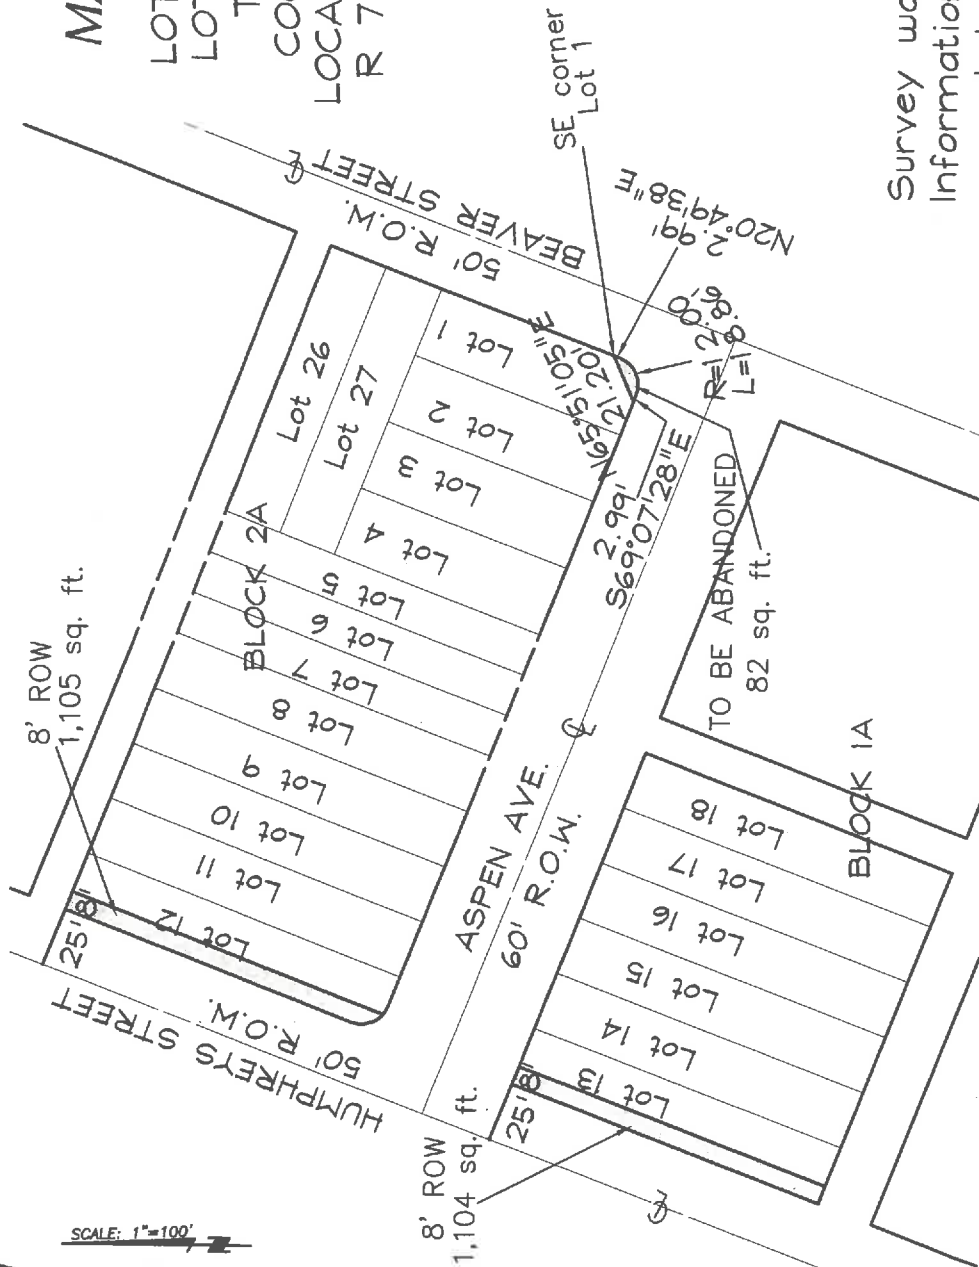 MA
LOT
LOT
T
COU
LOCA
R 7
SE corner
Lot 1
Survey wa
Information
BEAVER STREET
50' R.O.W.
N20°49'38"E
2.99'
R=12.00'
L=18.86'
N65°51'05"E
21.20'
2.99'
S69°07'28"E
TO BE ABANDONED
82 sq. ft.
8' ROW
1,105 sq. ft.
BLOCK 2A
Lot 26
Lot 27
Lot 1
Lot 2
Lot 3
Lot 4
Lot 5
Lot 6
Lot 7
Lot 8
Lot 9
Lot 10
Lot 11
Lot 12
25'
8'
HUMPHREYS STREET
50' R.O.W.
ASPEN AVE.
60' R.O.W.
BLOCK 1A
Lot 18
Lot 17
Lot 16
Lot 15
Lot 14
Lot 13
25'
8'
8' ROW
1,104 sq. ft.
SCALE: 1"=100'
N